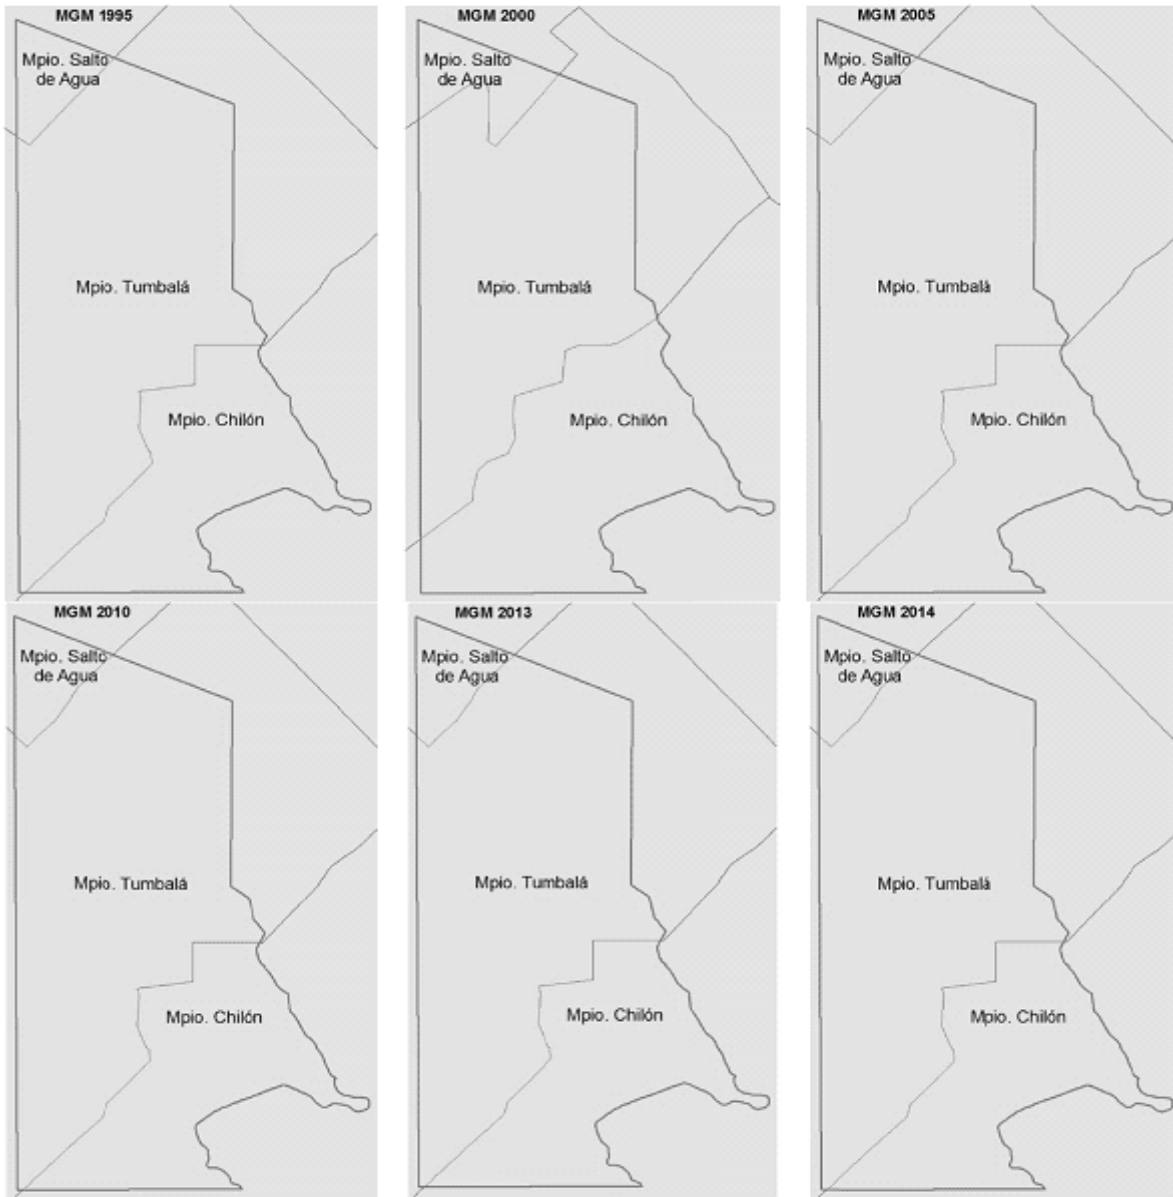 MGM 1995
Mpio. Salto
de Agua
Mpio. Tumbalá
Mpio. Chilón
MGM 2000
Mpio. Salto
de Agua
Mpio. Tumbalá
Mpio. Chilón
MGM 2005
Mpio. Salto
de Agua
Mpio. Tumbalá
Mpio. Chilón
MGM 2010
Mpio. Salto
de Agua
Mpio. Tumbalá
Mpio. Chilón
MGM 2013
Mpio. Salto
de Agua
Mpio. Tumbalá
Mpio. Chilón
MGM 2014
Mpio. Salto
de Agua
Mpio. Tumbalá
Mpio. Chilón